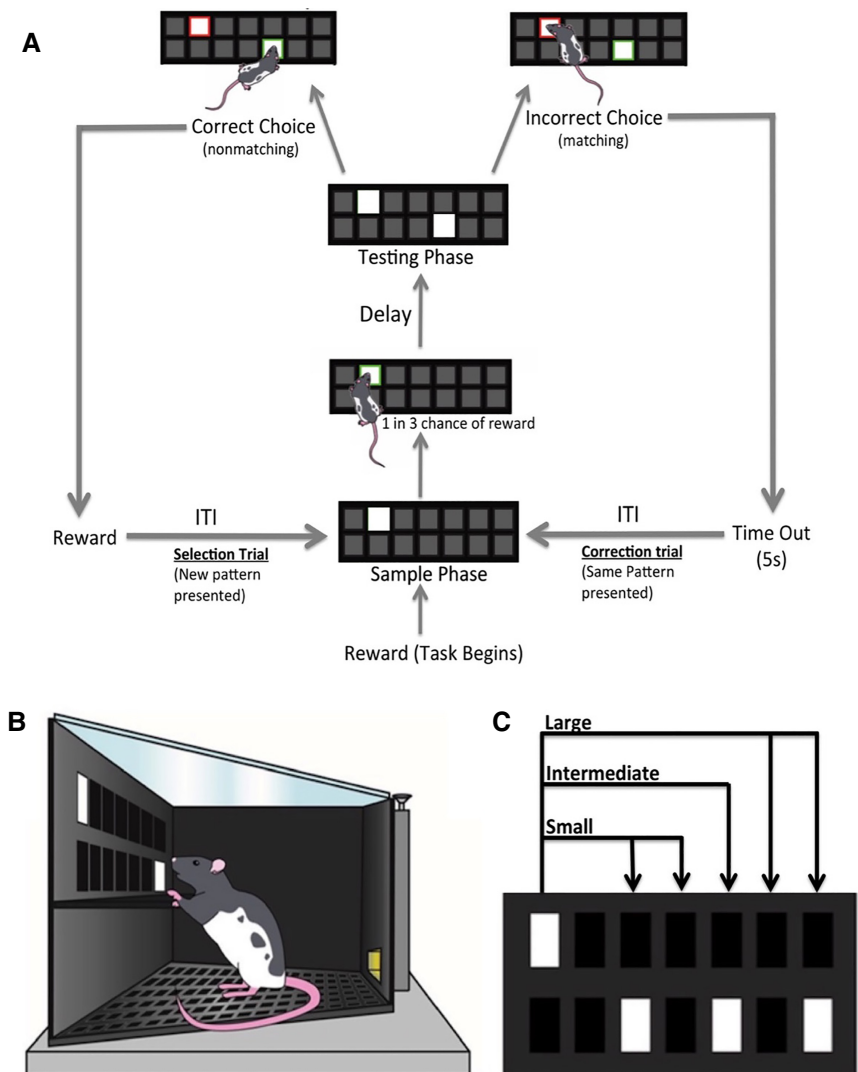 A
Correct Choice
(nonmatching)
Incorrect Choice
(matching)
Testing Phase
Delay
1 in 3 chance of reward
Reward
ITI
Selection Trial
(New pattern
presented)
Sample Phase
ITI
Correction trial
(Same Pattern
presented)
Time Out
(5s)
Reward (Task Begins)
B
C
Large
Intermediate
Small